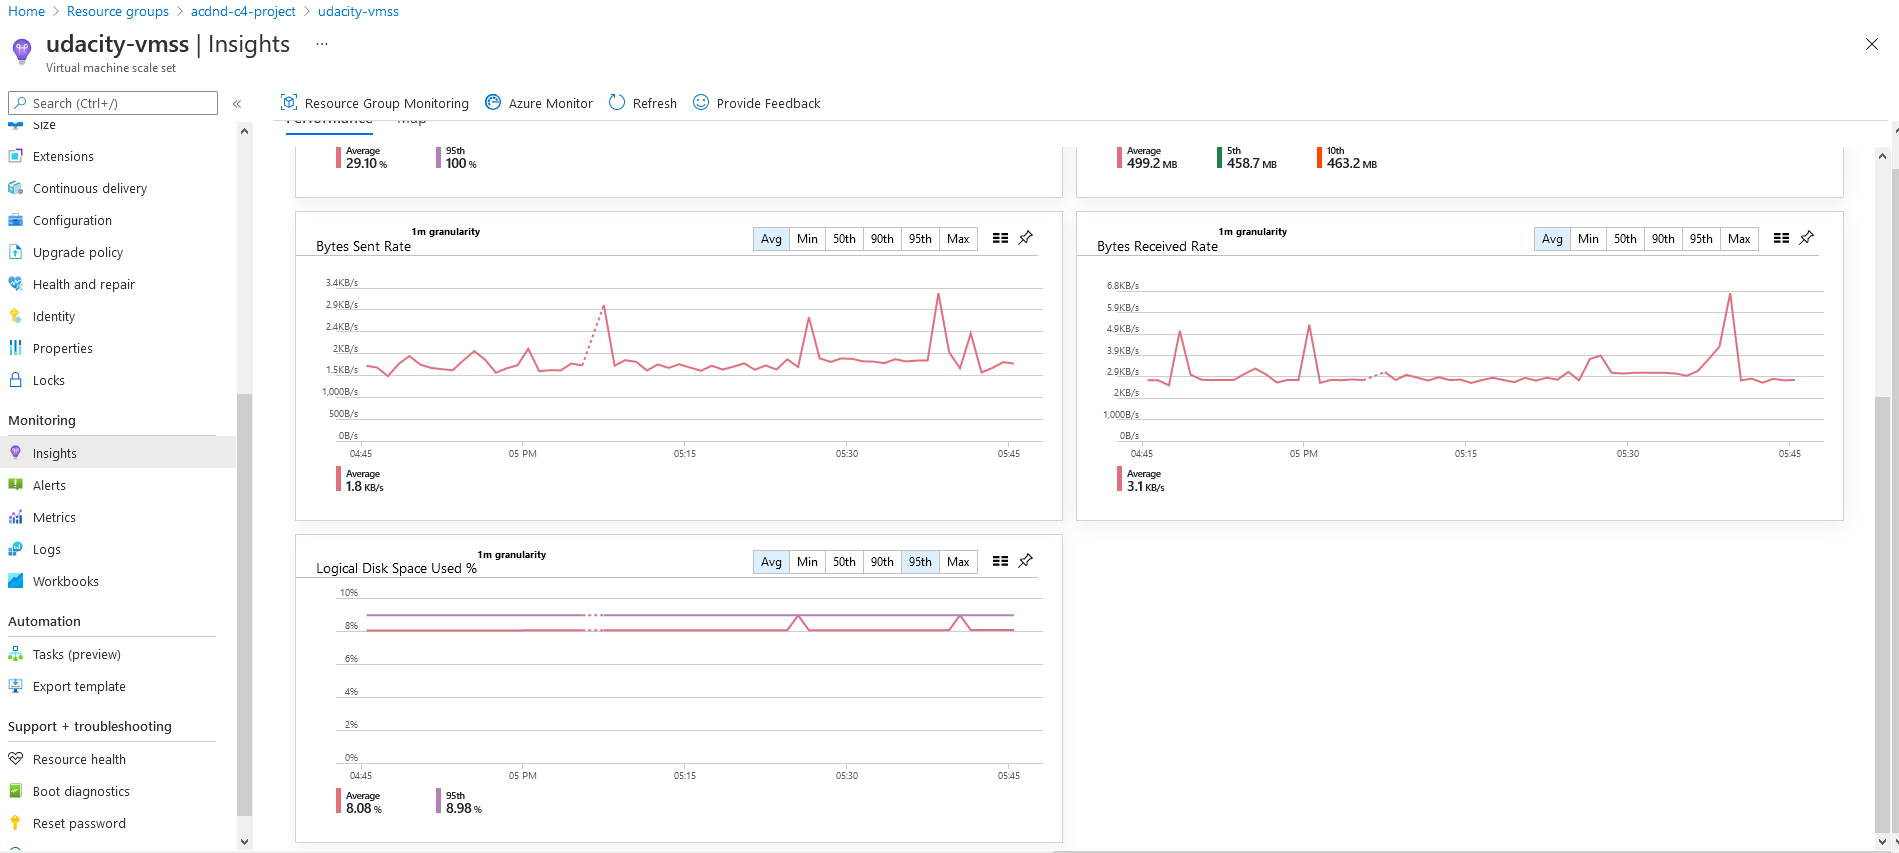 Home > Resource groups > acdnd-c4-project > udacity-vmss
udacity-vmss | Insights ...
Virtual machine scale set
Search (Ctrl+/)
«
Size
Extensions
Continuous delivery
Configuration
Upgrade policy
Health and repair
Identity
Properties
Locks
Monitoring
Insights
Alerts
Metrics
Logs
Workbooks
Automation
Tasks (preview)
Export template
Support + troubleshooting
Resource health
Boot diagnostics
Reset password
Resource Group Monitoring Azure Monitor Refresh Provide Feedback
Performance Map
Average 95th
29.10 % 100 %
Average 5th 10th
499.2 MB 458.7 MB 463.2 MB
1m granularity
Bytes Sent Rate
Avg Min 50th 90th 95th Max
3.4KB/s
2.9KB/s
2.4KB/s
2KB/s
1.5KB/s
1,000B/s
500B/s
0B/s
04:45 05 PM 05:15 05:30 05:45
Average
1.8 KB/s
1m granularity
Bytes Received Rate
Avg Min 50th 90th 95th Max
6.8KB/s
5.9KB/s
4.9KB/s
3.9KB/s
2.9KB/s
2KB/s
1,000B/s
0B/s
04:45 05 PM 05:15 05:30 05:45
Average
3.1 KB/s
1m granularity
Logical Disk Space Used %
Avg Min 50th 90th 95th Max
10%
8%
6%
4%
2%
0%
04:45 05 PM 05:15 05:30 05:45
Average 95th
8.08 % 8.98 %